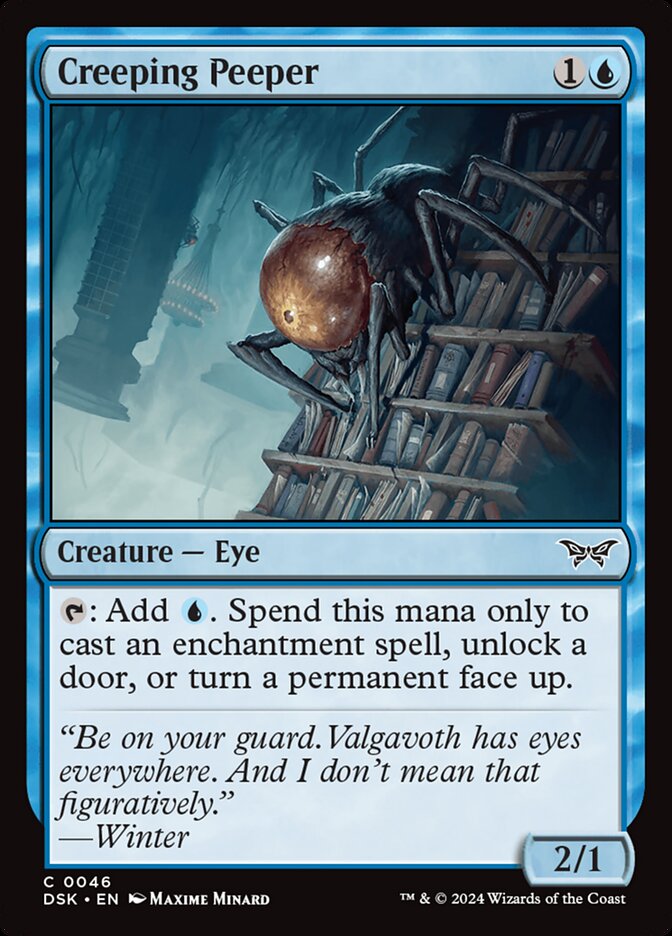 Creeping Peeper 1
Creature — Eye
: Add . Spend this mana only to
cast an enchantment spell, unlock a
door, or turn a permanent face up.
“Be on your guard. Valgavoth has eyes
everywhere. And I don’t mean that
figuratively.”
—Winter
2/1
C 0046
DSK • EN Maxime Minard
™ & © 2024 Wizards of the Coast